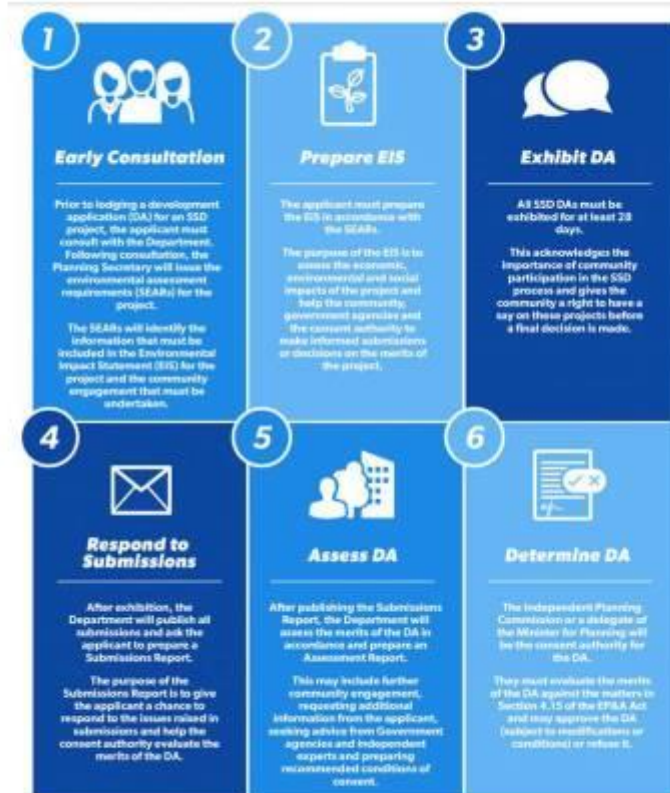 1
Early Consultation
Prior to lodging a development
application (DA) for an SSD
project, the applicant must
consult with the Department.
Following consultation, the
Planning Secretary will issue the
environmental assessment
requirements (SEARs) for the
project.
The SEARs will identify the
information that must be
included in the Environmental
Impact Statement (EIS) for the
project and the community
engagement that must be
undertaken.
2
Prepare EIS
The applicant must prepare
the EIS in accordance with
the SEARs.
The purpose of the EIS is to
assess the economic,
environmental and social
impacts of the project and
help the community,
government agencies and
the consent authority to
make informed submissions
or decisions on the merits of
the project.
3
Exhibit DA
All SSD DAs must be
exhibited for at least 28
days.
This acknowledges the
importance of community
participation in the SSD
process and gives the
community a right to have a
say on these projects before
a final decision is made.
4
Respond to
Submissions
After exhibition, the
Department will publish all
submissions and ask the
applicant to prepare a
Submissions Report.
The purpose of the
Submissions Report is to give
the applicant a chance to
respond to the issues raised in
submissions and help the
consent authority evaluate the
merits of the DA.
5
Assess DA
After publishing the Submissions
Report, the Department will
assess the merits of the DA in
accordance and prepare an
Assessment Report.
This may include further
community engagement,
requesting additional
information from the applicant,
seeking advice from Government
agencies and independent
experts and preparing
recommended conditions of
consent.
6
Determine DA
The Independent Planning
Commission or a delegate of
the Minister for Planning will
be the consent authority for
the DA.
They must evaluate the merits
of the DA against the matters in
Section 4.15 of the EP&A Act
and may approve the DA
(subject to modifications or
conditions) or refuse it.